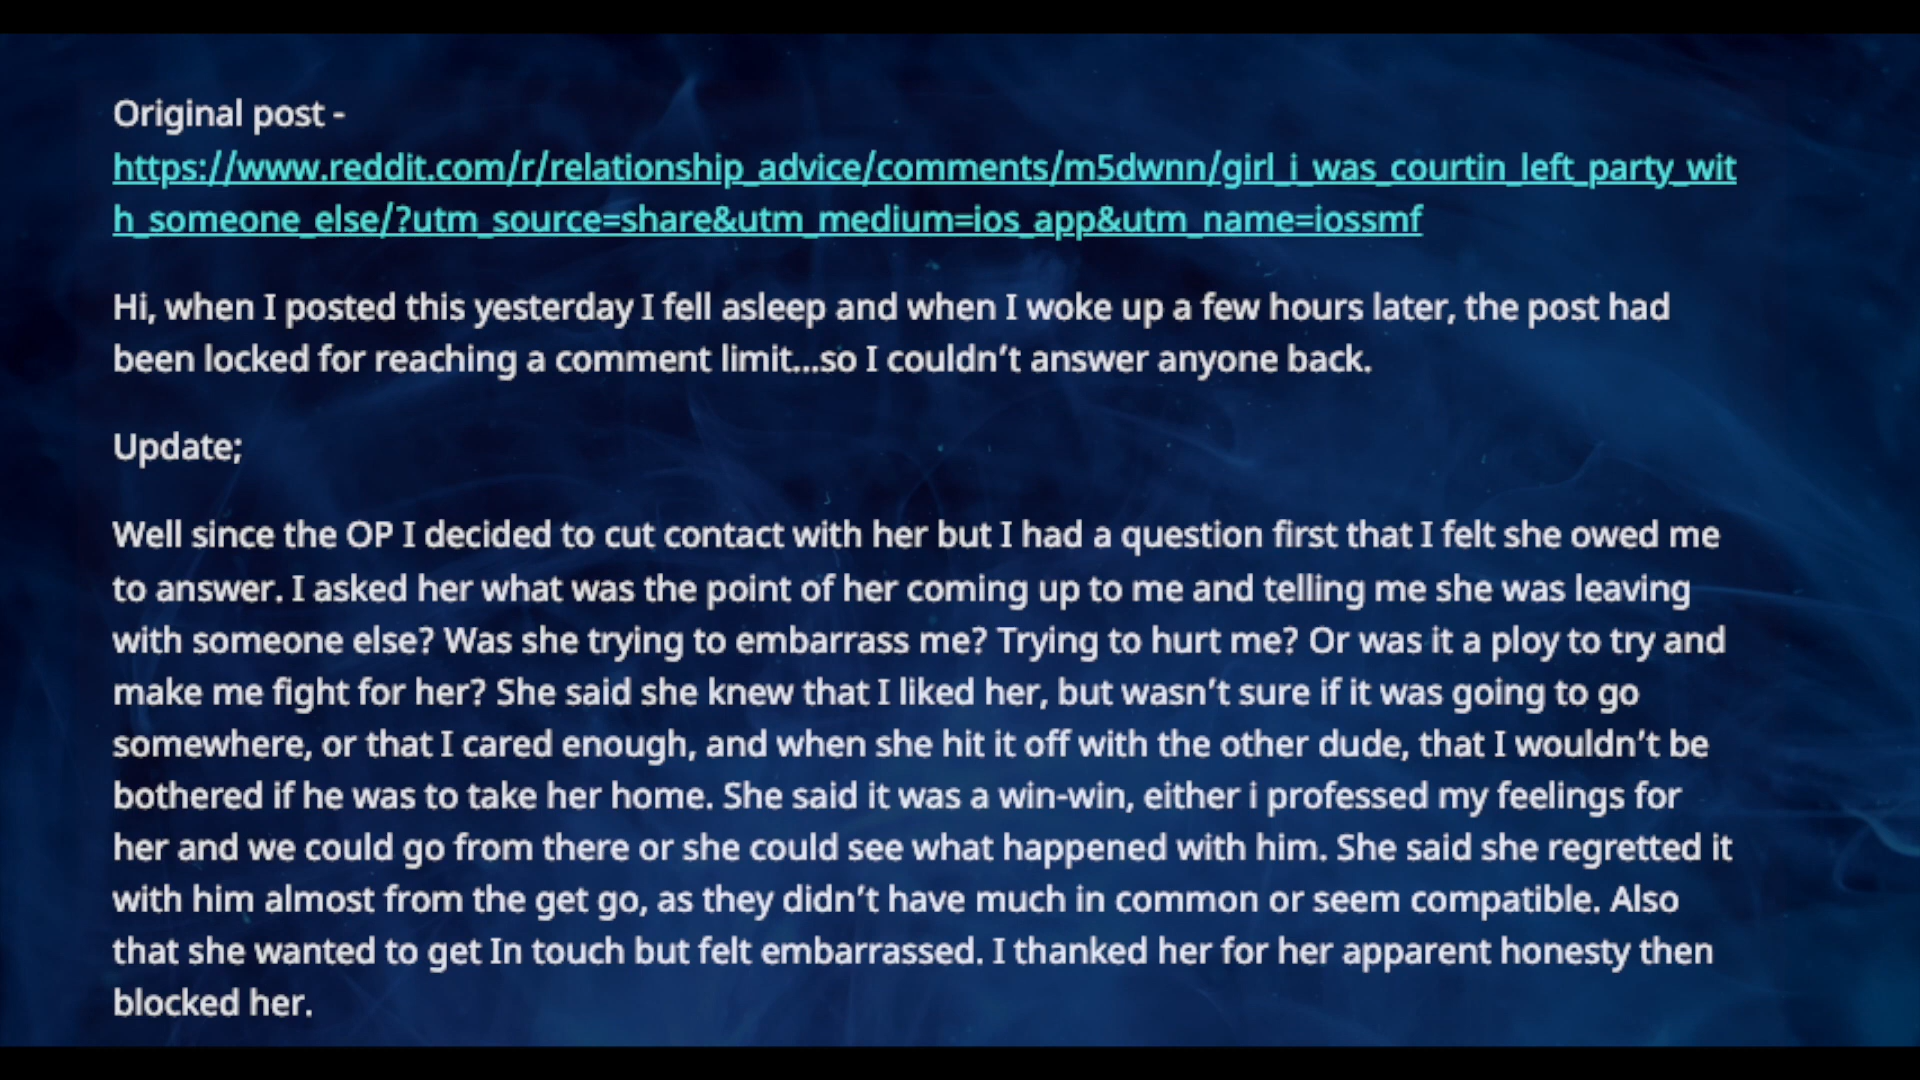 Original post -
https://www.reddit.com/r/relationship_advice/comments/m5dwnn/girl_i_was_courtin_left_party_wit
h_someone_else/?utm_source=share&utm_medium=ios_app&utm_name=iossmf
Hi, when I posted this yesterday I fell asleep and when I woke up a few hours later, the post had
been locked for reaching a comment limit...so I couldn’t answer anyone back.
Update;
Well since the OP I decided to cut contact with her but I had a question first that I felt she owed me
to answer. I asked her what was the point of her coming up to me and telling me she was leaving
with someone else? Was she trying to embarrass me? Trying to hurt me? Or was it a ploy to try and
make me fight for her? She said she knew that I liked her, but wasn’t sure if it was going to go
somewhere, or that I cared enough, and when she hit it off with the other dude, that I wouldn’t be
bothered if he was to take her home. She said it was a win-win, either i professed my feelings for
her and we could go from there or she could see what happened with him. She said she regretted it
with him almost from the get go, as they didn’t have much in common or seem compatible. Also
that she wanted to get In touch but felt embarrassed. I thanked her for her apparent honesty then
blocked her.